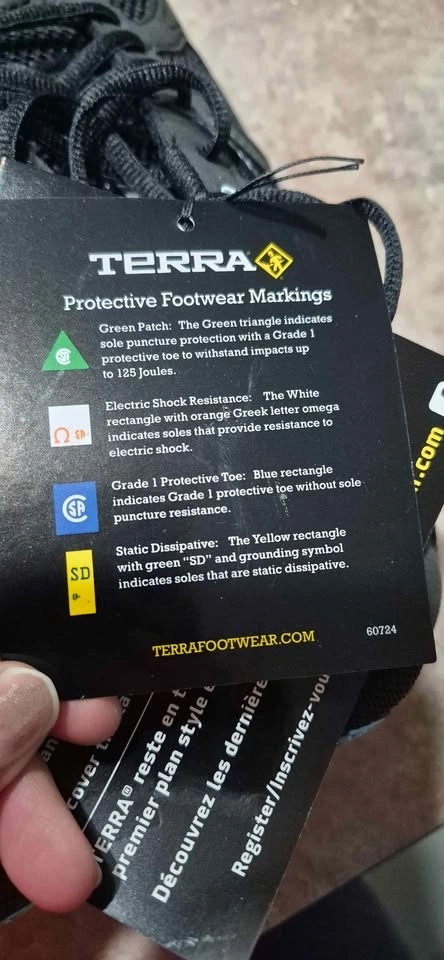 TERRA
Protective Footwear Markings
Green Patch: The Green triangle indicates
sole puncture protection with a Grade 1
protective toe to withstand impacts up
to 125 Joules.
Electric Shock Resistance: The White
rectangle with orange Greek letter omega
indicates soles that provide resistance to
electric shock.
Ω
Grade 1 Protective Toe: Blue rectangle
indicates Grade 1 protective toe without sole
puncture resistance.
Static Dissipative: The Yellow rectangle
with green "SD" and grounding symbol
indicates soles that are static dissipative.
SD
TERRAFOOTWEAR.COM
60724
.com
TERRA® reste en t
premier plan style
Découvrez les dernière
Register/Inscrivez-vou